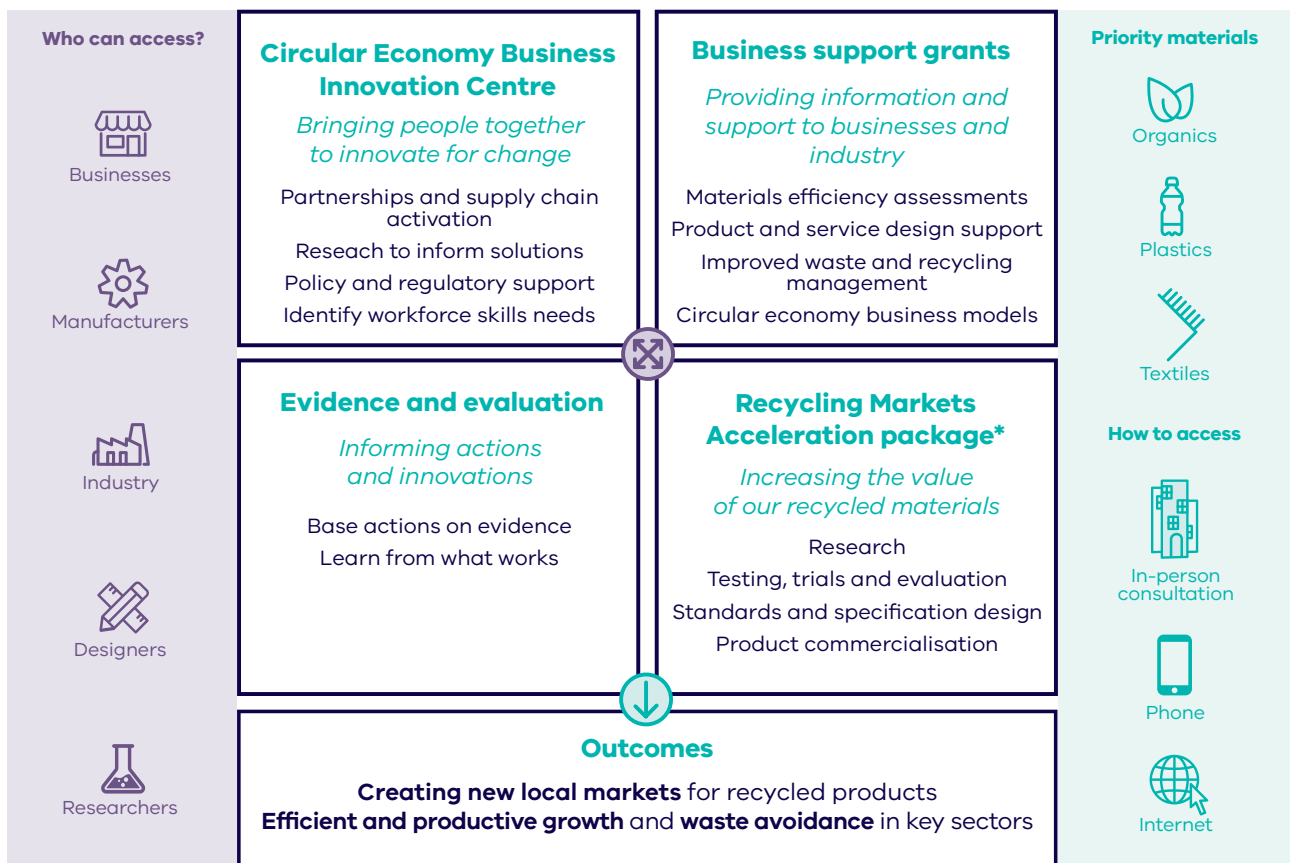 Who can access?
Businesses
Manufacturers
Industry
Designers
Researchers
Circular Economy Business
Innovation Centre
Bringing people together
to innovate for change
Partnerships and supply chain
activation
Reseach to inform solutions
Policy and regulatory support
Identify workforce skills needs
Business support grants
Providing information and
support to businesses and
industry
Materials efficiency assessments
Product and service design support
Improved waste and recycling
management
Circular economy business models
Evidence and evaluation
Informing actions
and innovations
Base actions on evidence
Learn from what works
Recycling Markets
Acceleration package*
Increasing the value
of our recycled materials
Research
Testing, trials and evaluation
Standards and specification design
Product commercialisation
Outcomes
Creating new local markets for recycled products
Efficient and productive growth and waste avoidance in key sectors
Priority materials
Organics
Plastics
Textiles
How to access
In-person
consultation
Phone
Internet